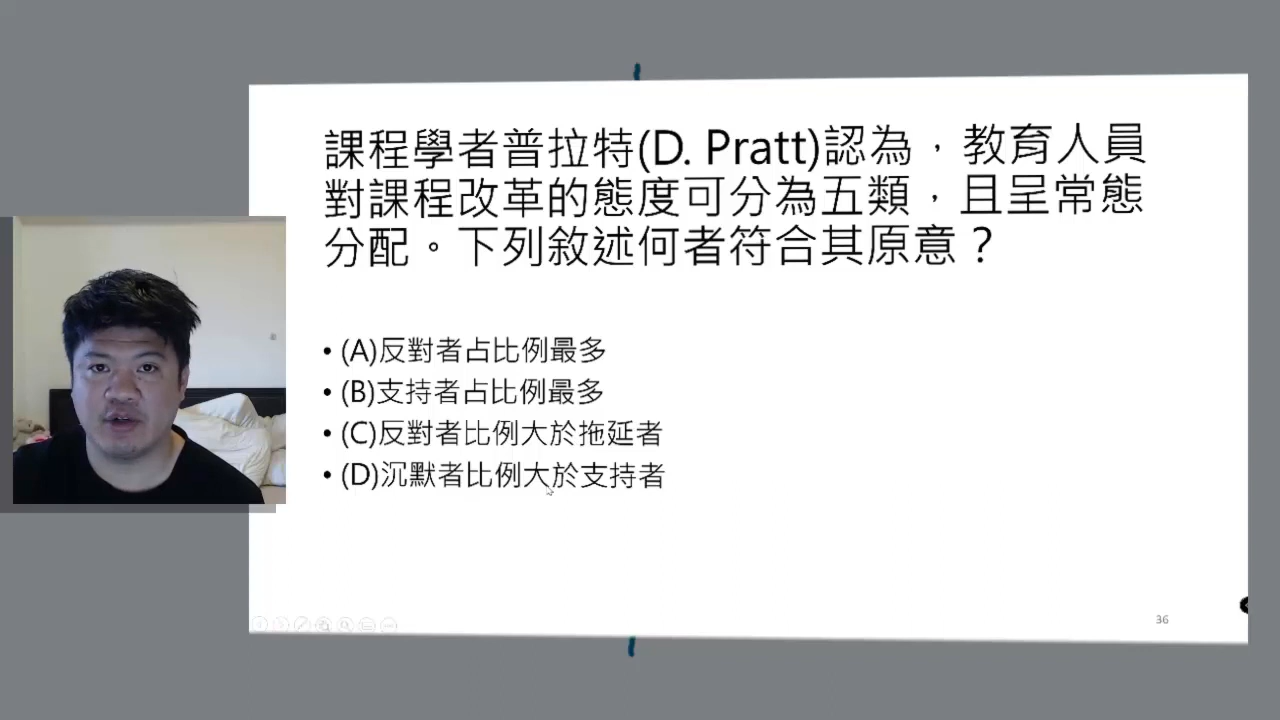 課程學者普拉特(D. Pratt)認為，教育人員
對課程改革的態度可分為五類，且呈常態
分配。下列敘述何者符合其原意？
• (A)反對者占比例最多
• (B)支持者占比例最多
• (C)反對者比例大於拖延者
• (D)沉默者比例大於支持者
36